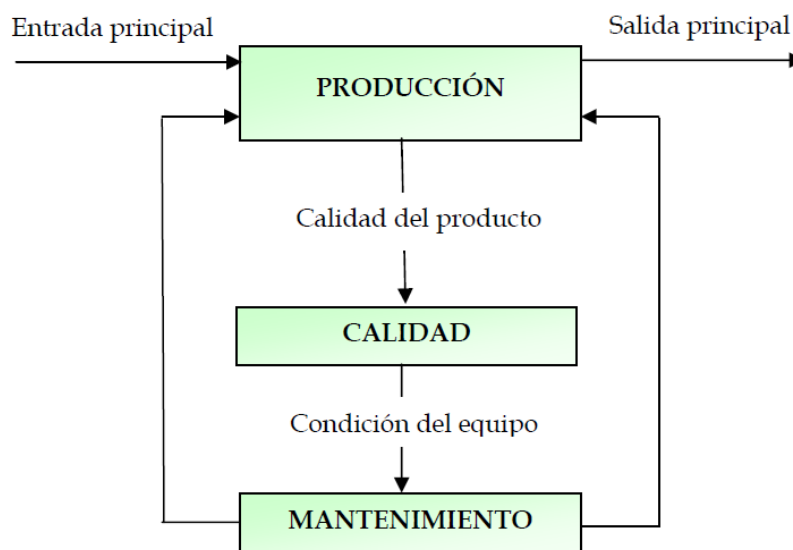 Entrada principal
Salida principal
PRODUCCIÓN
Calidad del producto
CALIDAD
Condición del equipo
MANTENIMIENTO